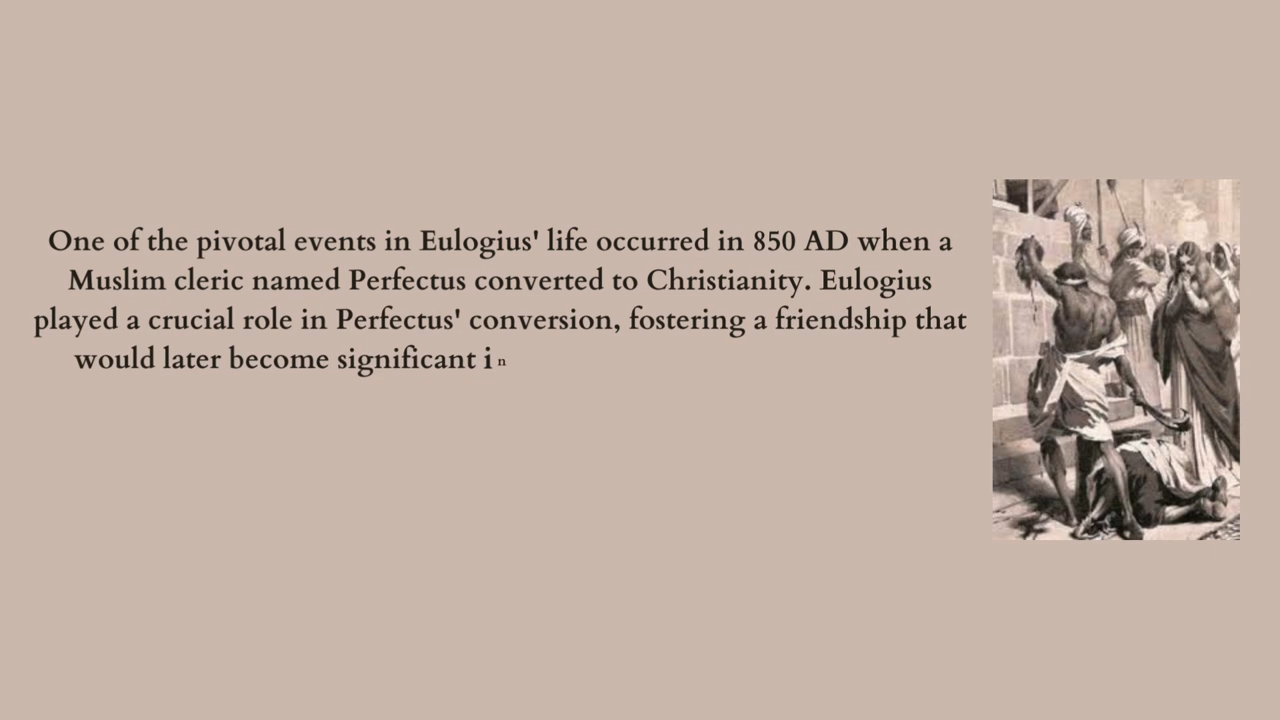 One of the pivotal events in Eulogius' life occurred in 850 AD when a
Muslim cleric named Perfectus converted to Christianity. Eulogius
played a crucial role in Perfectus' conversion, fostering a friendship that
would later become significant in